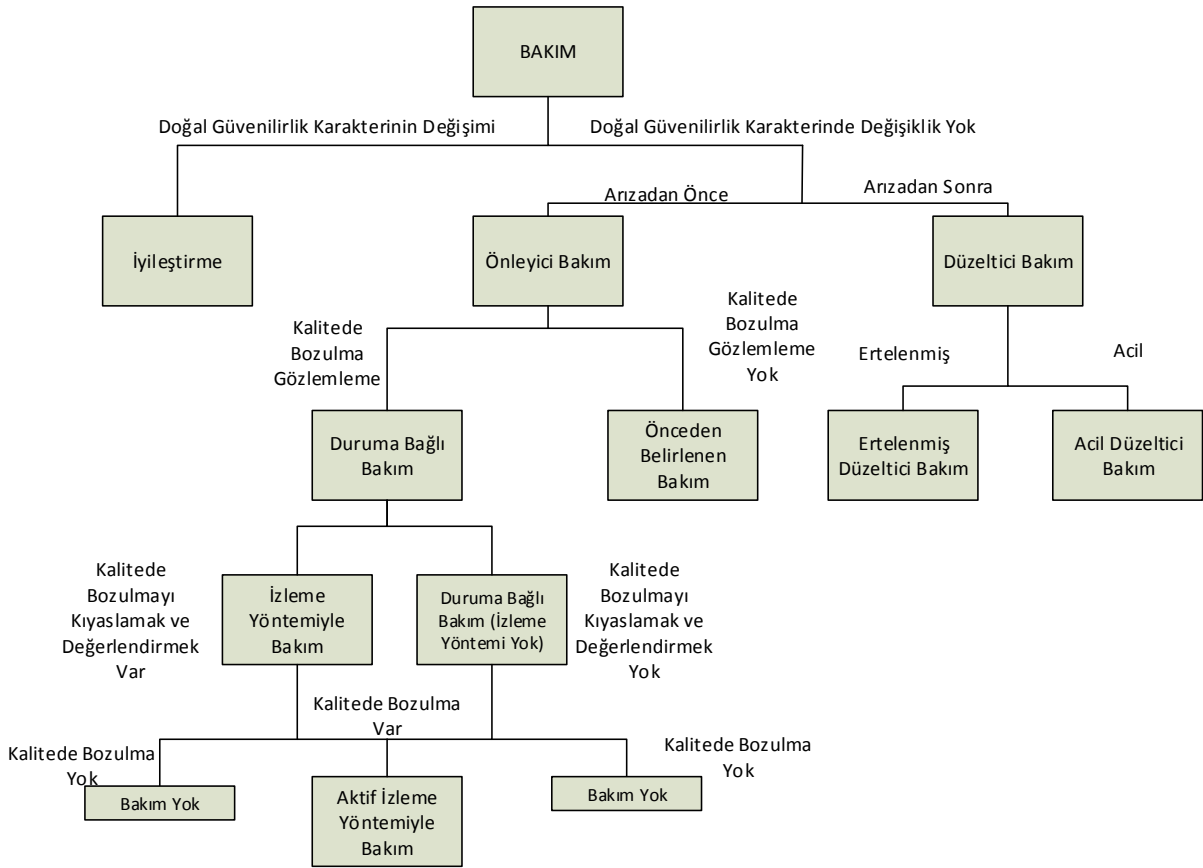 BAKIM
Doğal Güvenilirlik Karakterinin Değişimi
Doğal Güvenilirlik Karakterinde Değişiklik Yok
Arızadan Önce
Arızadan Sonra
İyileştirme
Önleyici Bakım
Düzeltici Bakım
Kalitede
Bozulma
Gözlemleme
Kalitede
Bozulma
Gözlemleme
Yok
Ertelenmiş
Acil
Duruma Bağlı
Bakım
Önceden
Belirlenen
Bakım
Ertelenmiş
Düzeltici Bakım
Acil Düzeltici
Bakım
Kalitede
Bozulmayı
Kıyaslamak ve
Değerlendirmek
Var
İzleme
Yöntemiyle
Bakım
Duruma Bağlı
Bakım (İzleme
Yöntemi Yok)
Kalitede
Bozulmayı
Kıyaslamak ve
Değerlendirmek
Yok
Kalitede Bozulma
Var
Kalitede Bozulma
Yok
Kalitede Bozulma
Yok
Bakım Yok
Aktif İzleme
Yöntemiyle
Bakım
Bakım Yok